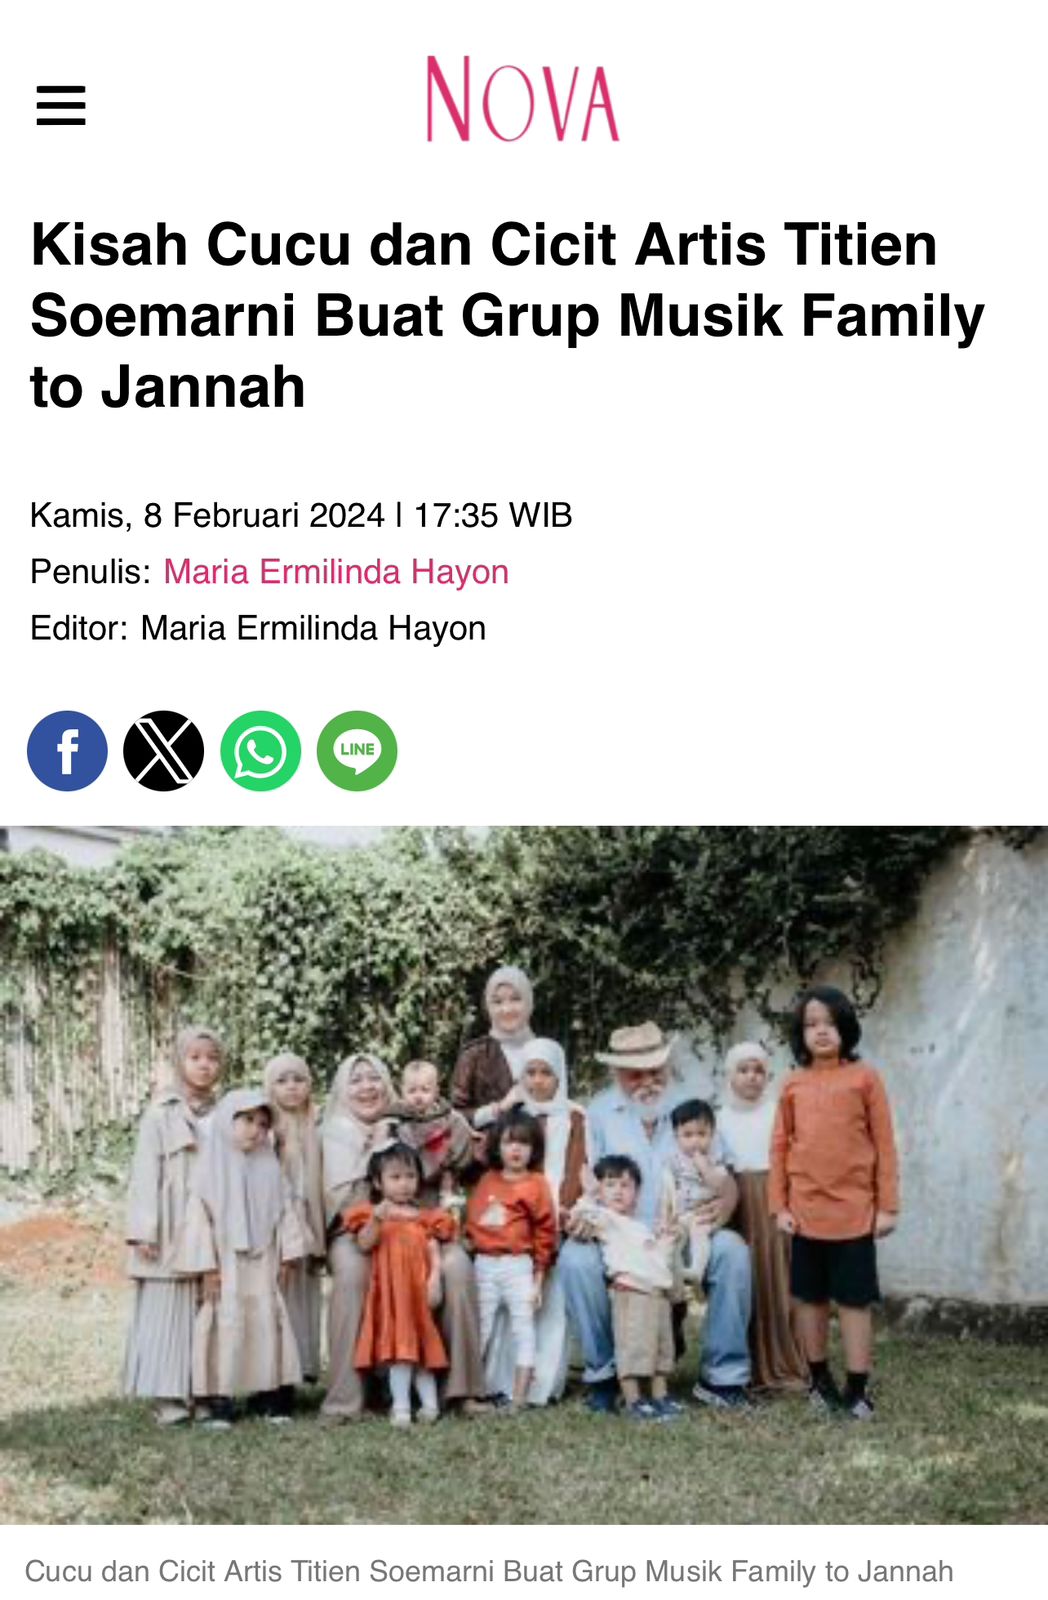 NOVA
Kisah Cucu dan Cicit Artis Titien
Soemarni Buat Grup Musik Family
to Jannah
Kamis, 8 Februari 2024 | 17:35 WIB
Penulis: Maria Ermilinda Hayon
Editor: Maria Ermilinda Hayon
LINE
Cucu dan Cicit Artis Titien Soemarni Buat Grup Musik Family to Jannah